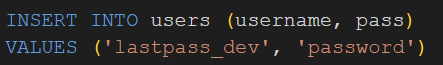 INSERT INTO users (username, pass)
VALUES ('lastpass_dev', 'password')